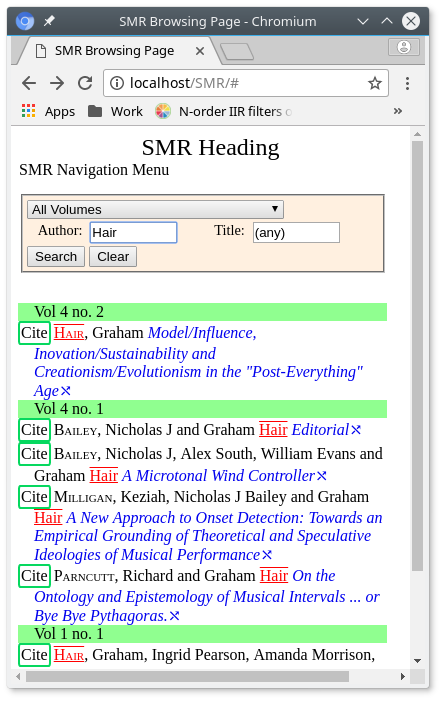 SMR Browsing Page - Chromium
SMR Browsing Page
localhost/SMR/#
Apps Work N-order IIR filters
SMR Heading
SMR Navigation Menu
All Volumes
Author: Hair Title: (any)
Search Clear
Vol 4 no. 2
Cite Hair, Graham Model/Influence,
Inovation/Sustainability and
Creationism/Evolutionism in the "Post-Everything"
Age⤭
Vol 4 no. 1
Cite Bailey, Nicholas J and Graham Hair Editorial⤭
Cite Bailey, Nicholas J, Alex South, William Evans and
Graham Hair A Microtonal Wind Controller⤭
Cite Milligan, Keziah, Nicholas J Bailey and Graham
Hair A New Approach to Onset Detection: Towards an
Empirical Grounding of Theoretical and Speculative
Ideologies of Musical Performance⤭
Cite Parncutt, Richard and Graham Hair On the
Ontology and Epistemology of Musical Intervals ... or
Bye Bye Pythagoras.⤭
Vol 1 no. 1
Cite Hair, Graham, Ingrid Pearson, Amanda Morrison,